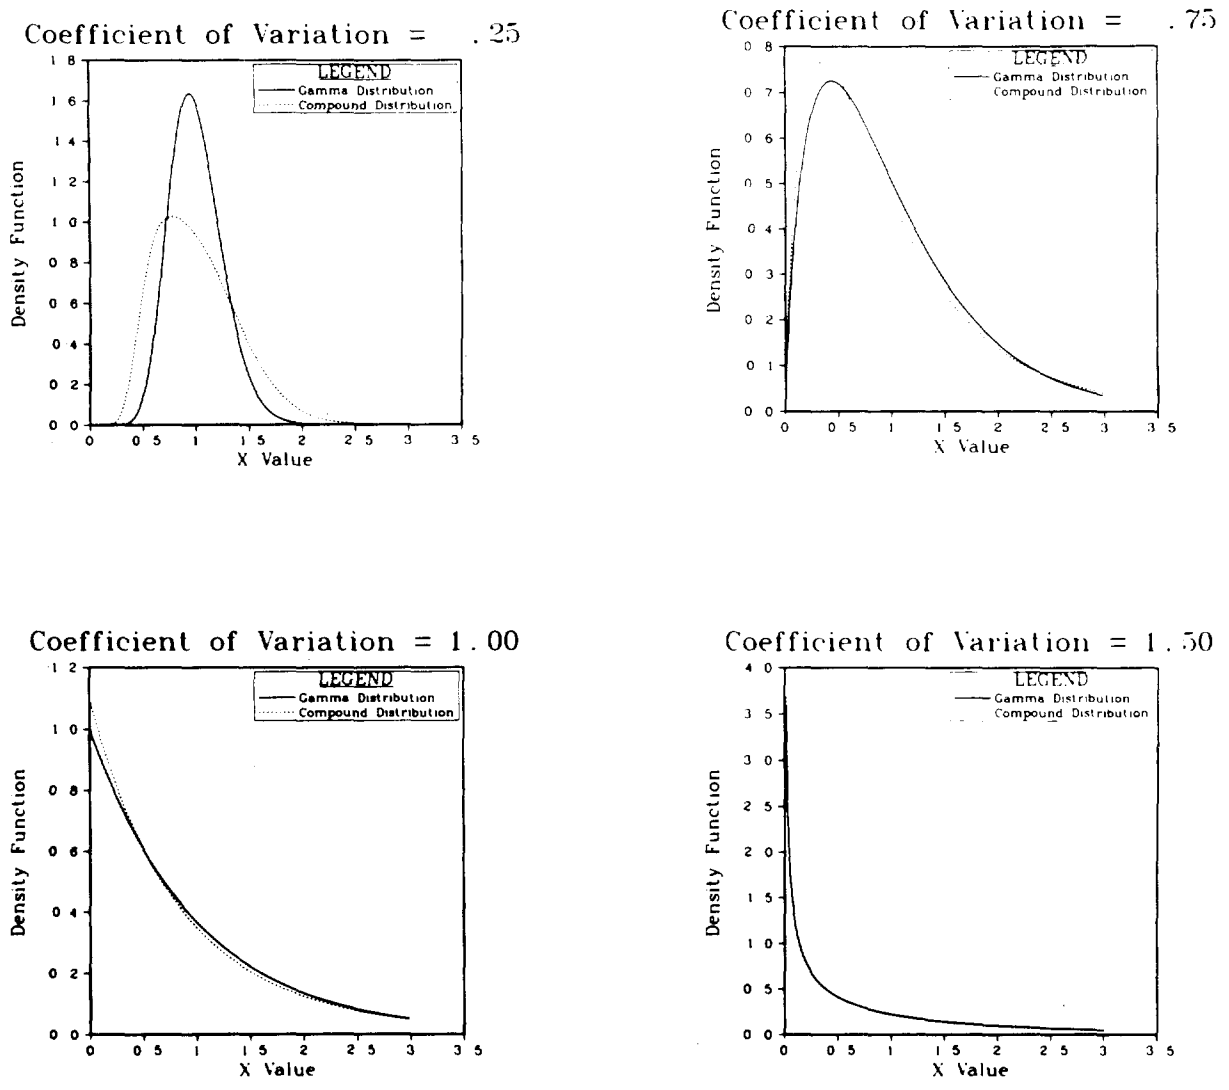 Coefficient of Variation = .25
LEGEND
Gamma Distribution
Compound Distribution
1 8
1 6
1 4
1 2
1 0
0 8
0 6
0 4
0 2
0 0
Density Function
0 0 5 1 1 5 2 2 5 3 3 5
X Value
Coefficient of Variation = .75
LEGEND
Gamma Distribution
Compound Distribution
0 8
0 7
0 6
0 5
0 4
0 3
0 2
0 1
0 0
Density Function
0 0 5 1 1 5 2 2 5 3 3 5
X Value
Coefficient of Variation = 1.00
LEGEND
Gamma Distribution
Compound Distribution
1 2
1 0
0 8
0 6
0 4
0 2
0 0
Density Function
0 0 5 1 1 5 2 2 5 3 3 5
X Value
Coefficient of Variation = 1.50
LEGEND
Gamma Distribution
Compound Distribution
4 0
3 5
3 0
2 5
2 0
1 5
1 0
0 5
0 0
Density Function
0 0 5 1 1 5 2 2 5 3 3 5
X Value